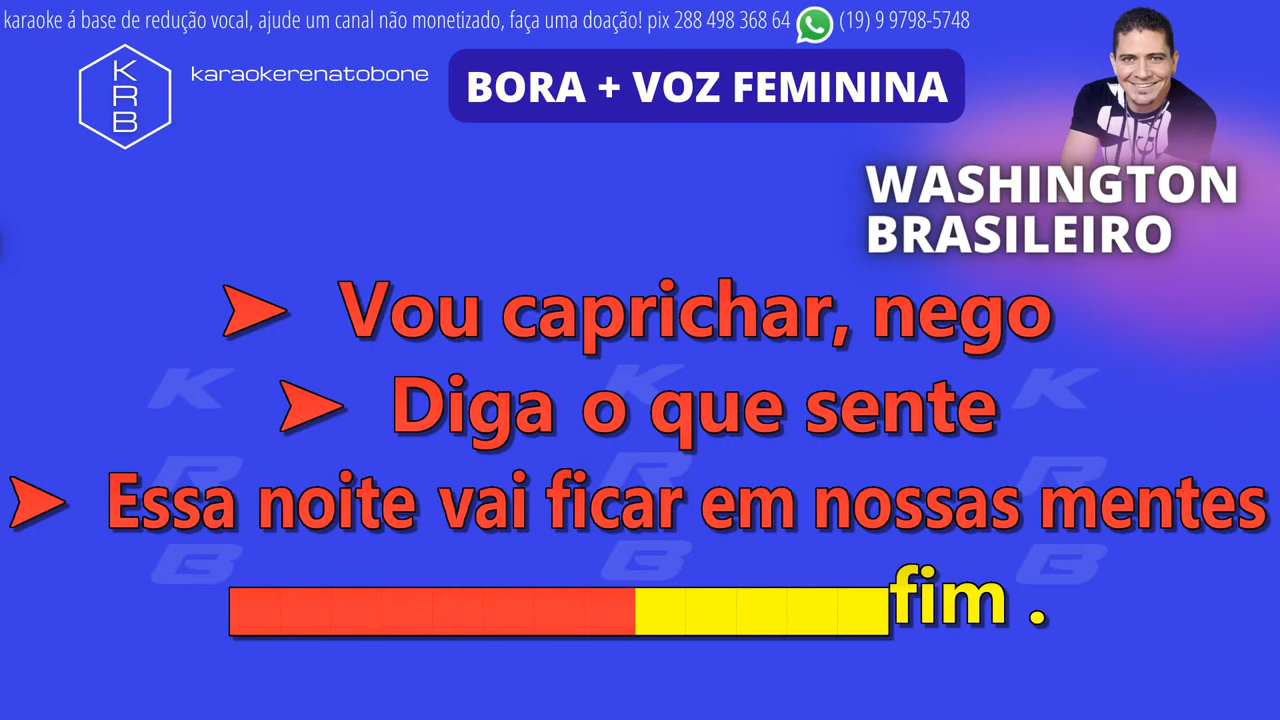 karaoke á base de redução vocal, ajude um canal não monetizado, faça uma doação! pix 288 498 368 64 (19) 9 9798-5748
K
R
B
karaokerenatobone
BORA + VOZ FEMININA
WASHINGTON
BRASILEIRO
➤ Vou caprichar, nego
➤ Diga o que sente
➤ Essa noite vai ficar em nossas mentes
fim .
K
R
B
K
R
B
K
R
B